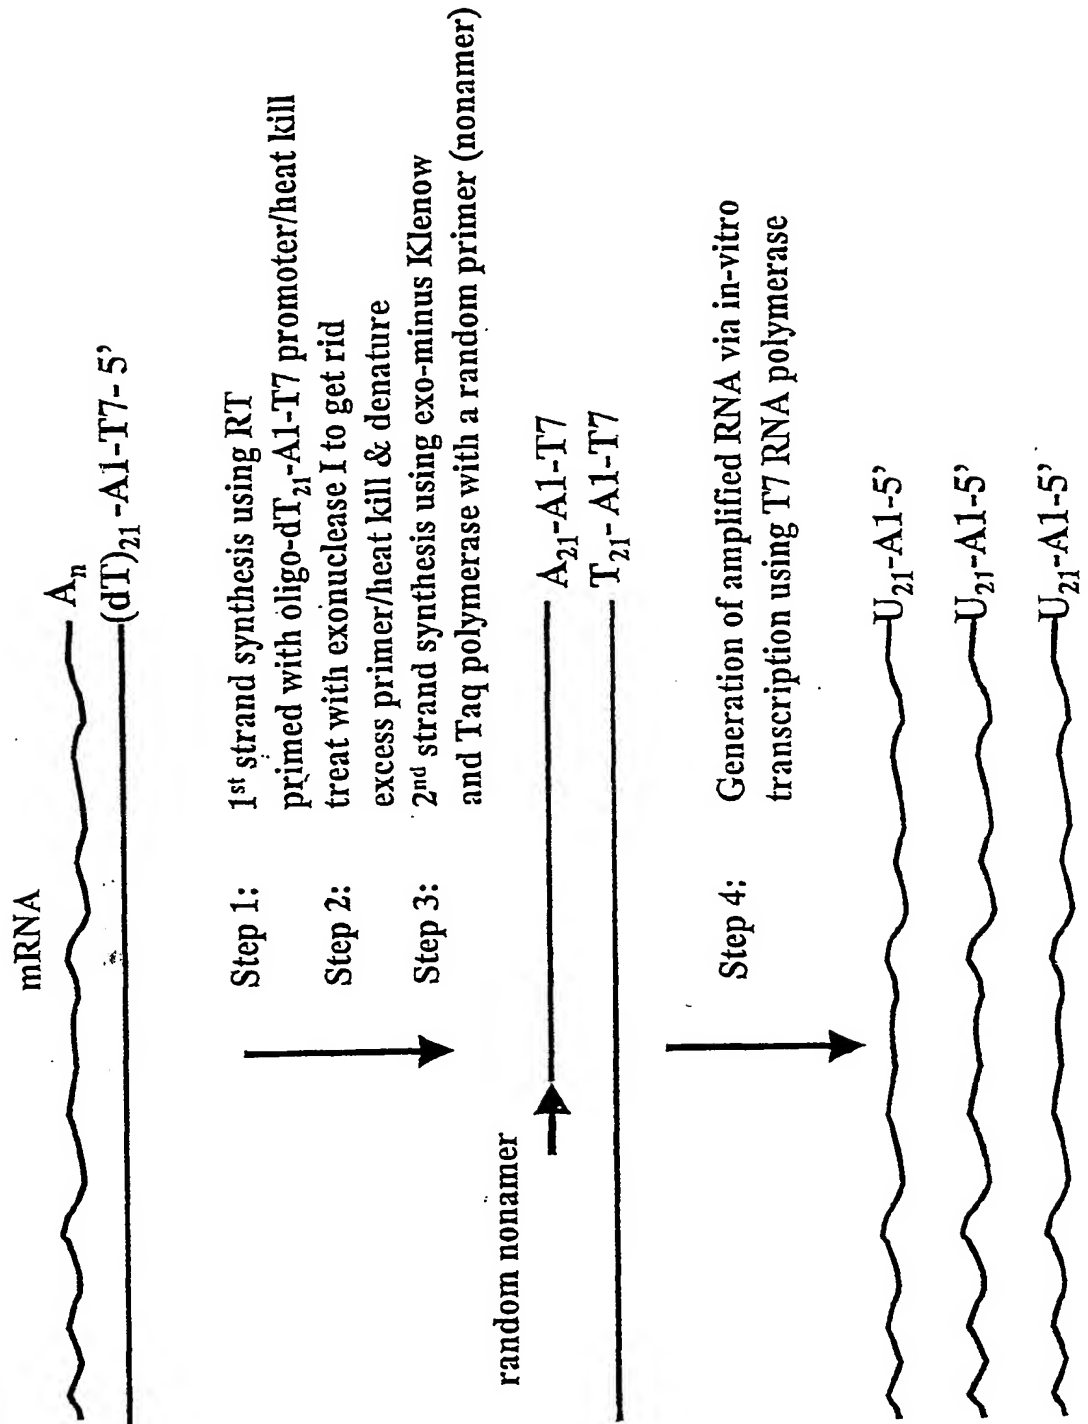 mRNA
Aₙ
(dT)₂₁-A1-T7- 5’
Step 1: 1ˢᵗ strand synthesis using RT
primed with oligo-dT₂₁-A1-T7 promoter/heat kill
Step 2: treat with exonuclease I to get rid
excess primer/heat kill & denature
Step 3: 2ⁿᵈ strand synthesis using exo-minus Klenow
and Taq polymerase with a random primer (nonamer)
random nonamer
A₂₁-A1-T7
T₂₁- A1-T7
Step 4: Generation of amplified RNA via in-vitro
transcription using T7 RNA polymerase
U₂₁-A1-5’
U₂₁-A1-5’
U₂₁-A1-5’